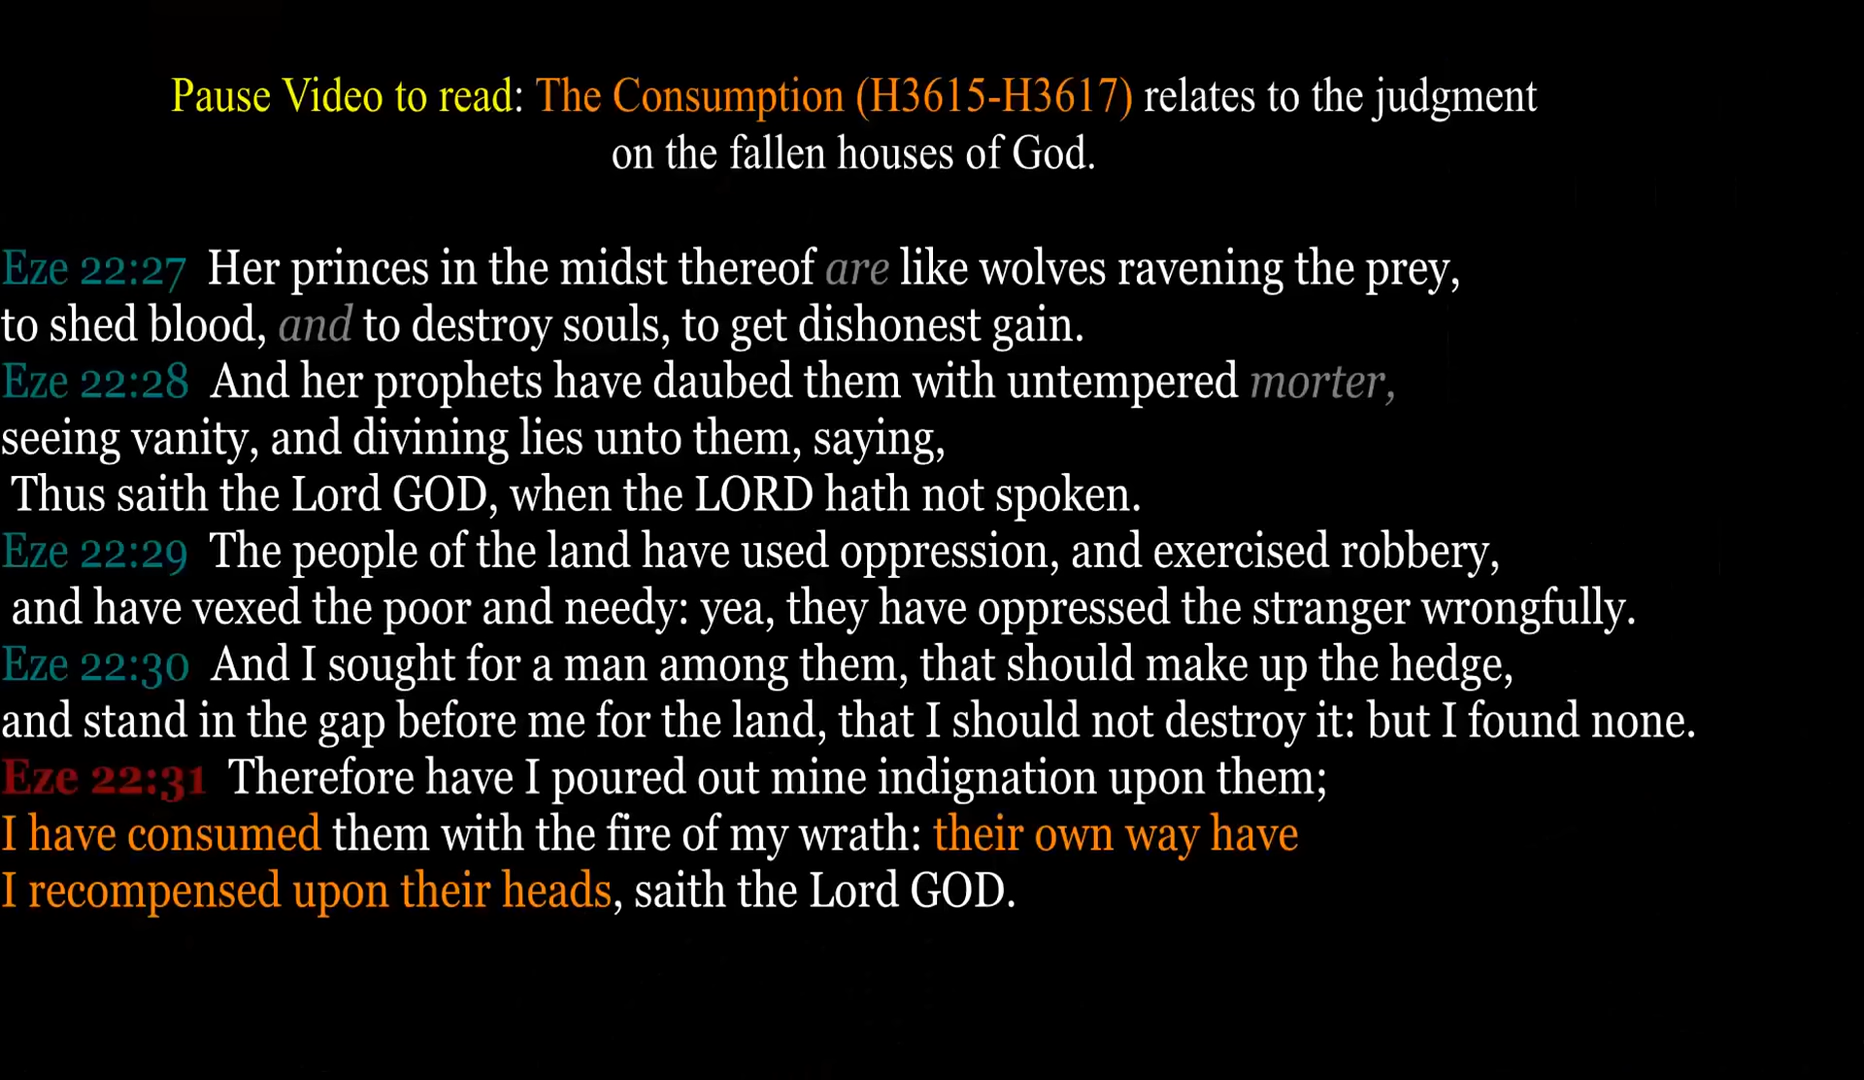 Pause Video to read: The Consumption (H3615-H3617) relates to the judgment
on the fallen houses of God.
Eze 22:27 Her princes in the midst thereof are like wolves ravening the prey,
to shed blood, and to destroy souls, to get dishonest gain.
Eze 22:28 And her prophets have daubed them with untempered morter,
seeing vanity, and divining lies unto them, saying,
Thus saith the Lord GOD, when the LORD hath not spoken.
Eze 22:29 The people of the land have used oppression, and exercised robbery,
and have vexed the poor and needy: yea, they have oppressed the stranger wrongfully.
Eze 22:30 And I sought for a man among them, that should make up the hedge,
and stand in the gap before me for the land, that I should not destroy it: but I found none.
Eze 22:31 Therefore have I poured out mine indignation upon them;
I have consumed them with the fire of my wrath: their own way have
I recompensed upon their heads, saith the Lord GOD.